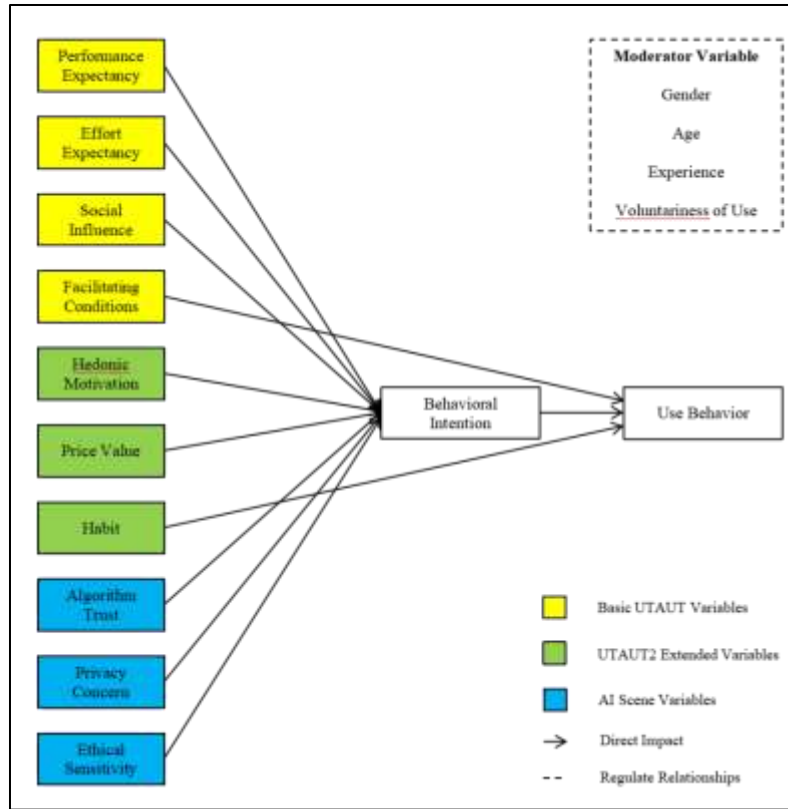 Performance
Expectancy
Effort
Expectancy
Social
Influence
Facilitating
Conditions
Hedonic
Motivation
Price Value
Habit
Algorithm
Trust
Privacy
Concern
Ethical
Sensitivity
Behavioral
Intention
Use Behavior
Moderator Variable
Gender
Age
Experience
Voluntariness of Use
Basic UTAUT Variables
UTAUT2 Extended Variables
AI Scene Variables
Direct Impact
Regulate Relationships